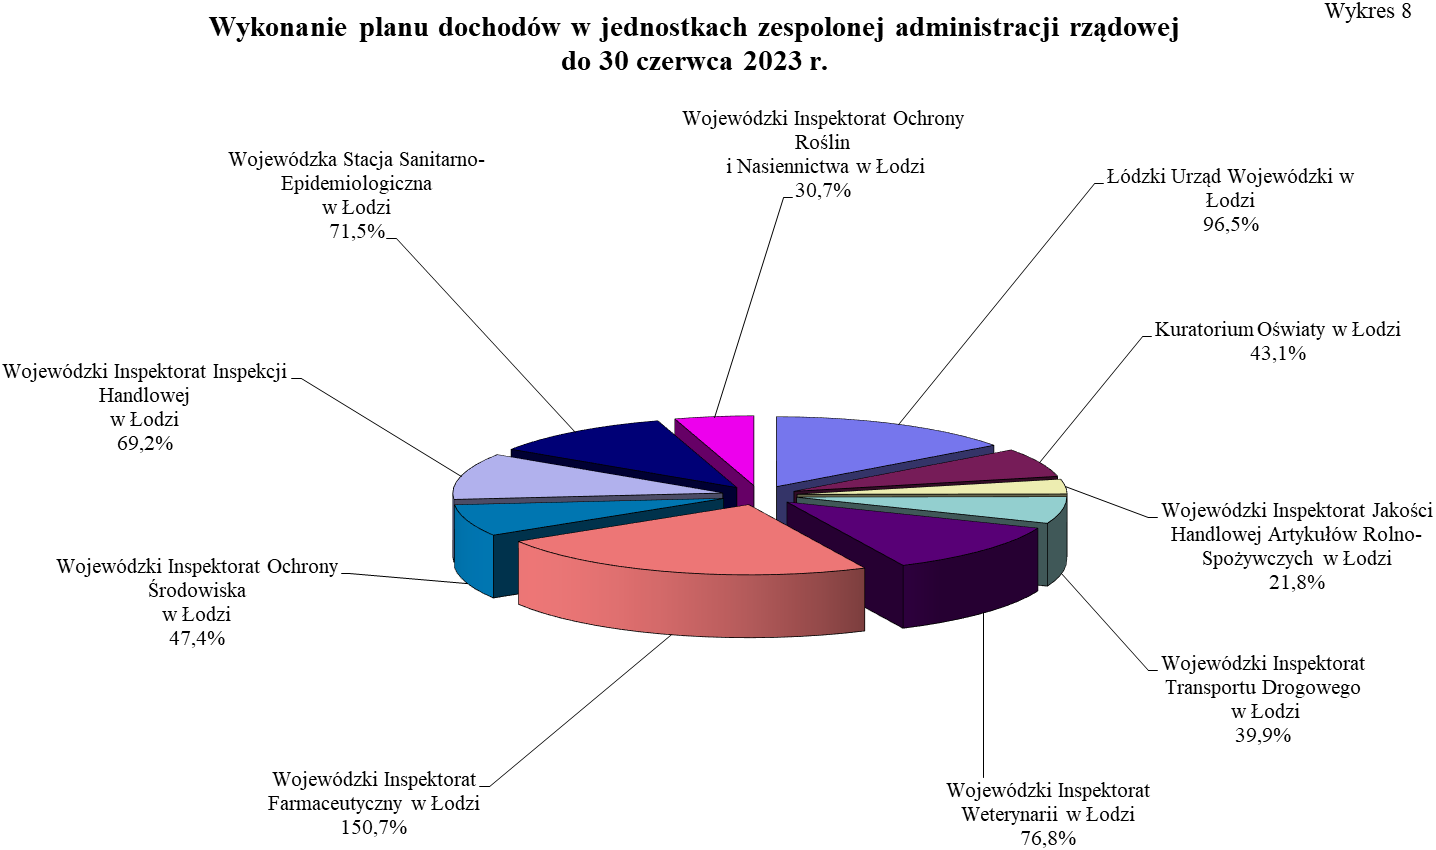 Wykres 8
Wykonanie planu dochodów w jednostkach zespolonej administracji rządowej
do 30 czerwca 2023 r.
Wojewódzki Inspektorat Ochrony
Roślin
i Nasiennictwa w Łodzi
30,7%
Wojewódzka Stacja Sanitarno-
Epidemiologiczna
w Łodzi
71,5%
Łódzki Urząd Wojewódzki w
Łodzi
96,5%
Kuratorium Oświaty w Łodzi
43,1%
Wojewódzki Inspektorat Inspekcji
Handlowej
w Łodzi
69,2%
Wojewódzki Inspektorat Jakości
Handlowej Artykułów Rolno-
Spożywczych w Łodzi
21,8%
Wojewódzki Inspektorat Ochrony
Środowiska
w Łodzi
47,4%
Wojewódzki Inspektorat
Transportu Drogowego
w Łodzi
39,9%
Wojewódzki Inspektorat
Farmaceutyczny w Łodzi
150,7%
Wojewódzki Inspektorat
Weterynarii w Łodzi
76,8%